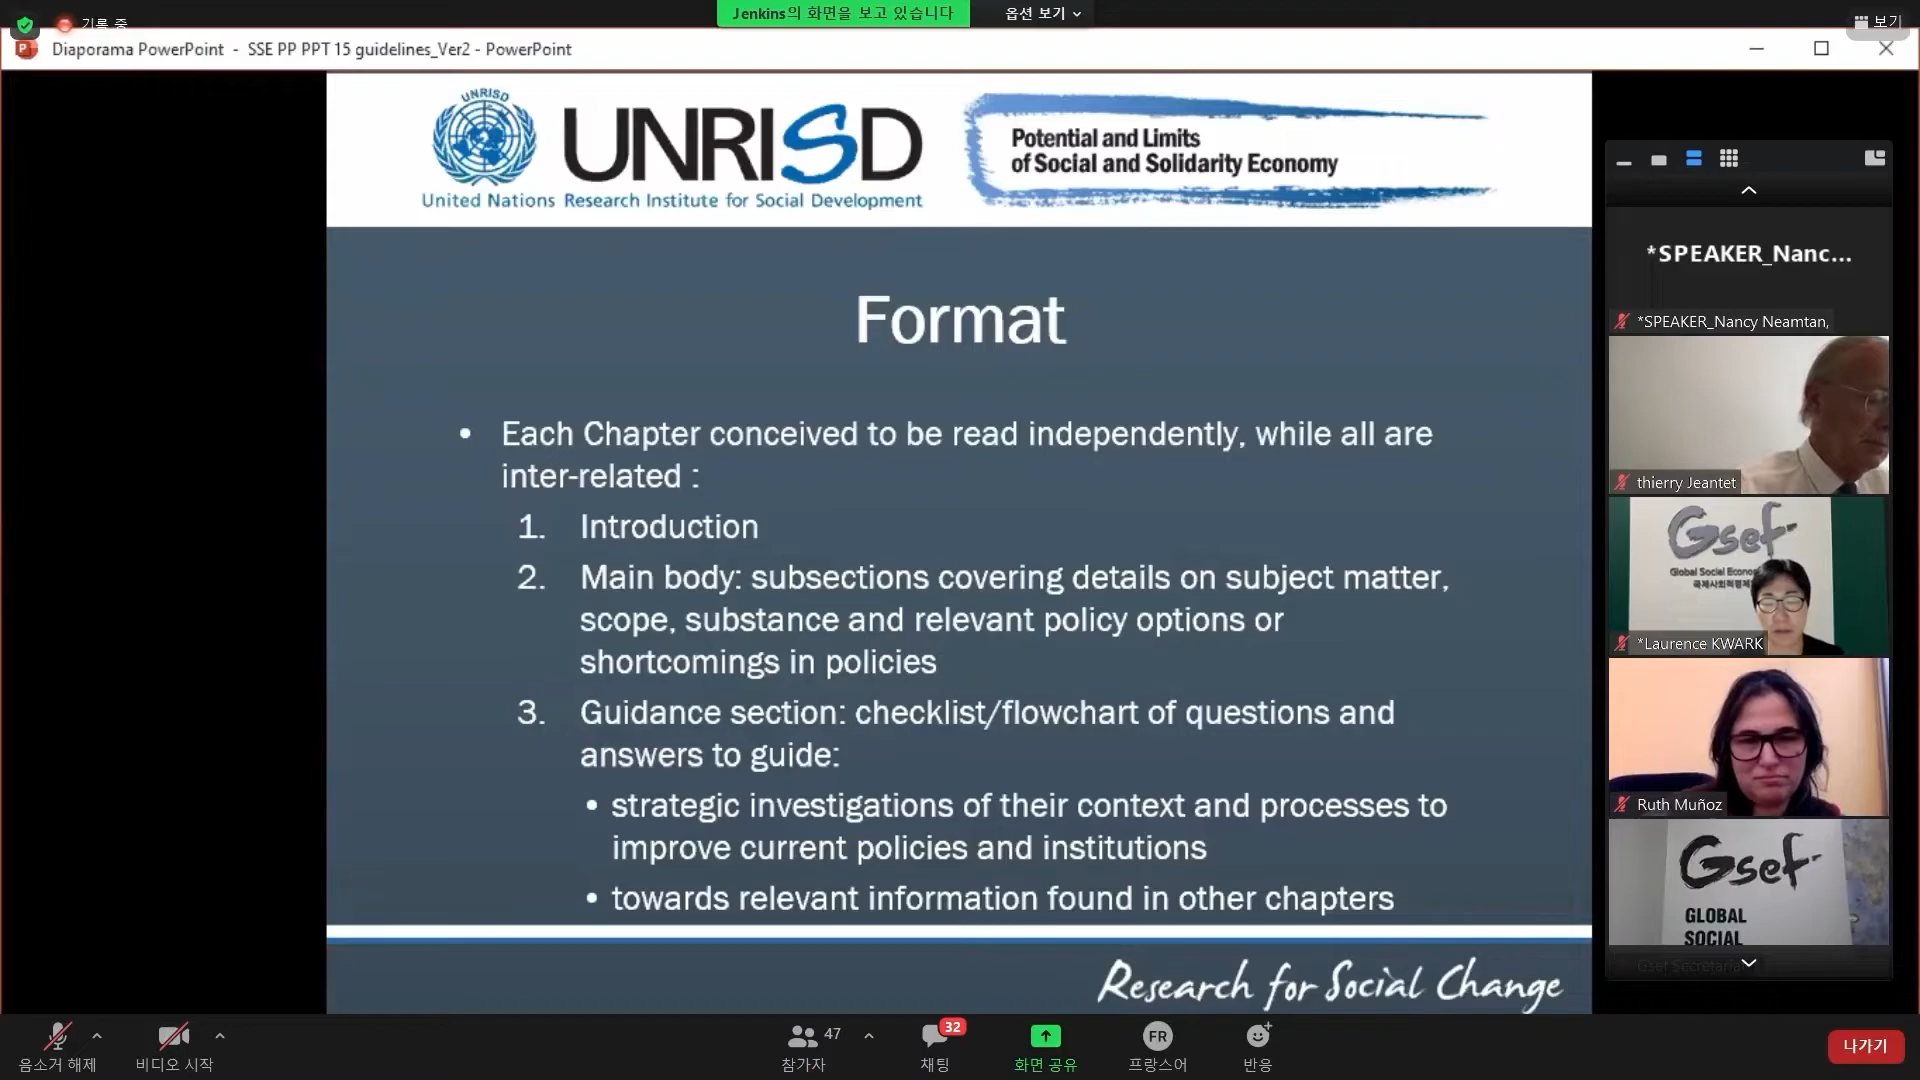 기록 중
Jenkins의 화면을 보고 있습니다
옵션 보기
보기
Diaporama PowerPoint - SSE PP PPT 15 guidelines_Ver2 - PowerPoint
UNRISD
UNRISD
United Nations Research Institute for Social Development
Potential and Limits
of Social and Solidarity Economy
Format
• Each Chapter conceived to be read independently, while all are
inter-related :
1. Introduction
2. Main body: subsections covering details on subject matter,
scope, substance and relevant policy options or
shortcomings in policies
3. Guidance section: checklist/flowchart of questions and
answers to guide:
• strategic investigations of their context and processes to
improve current policies and institutions
• towards relevant information found in other chapters
Research for Social Change
*SPEAKER_Nanc...
*SPEAKER_Nancy Neamtan,
thierry Jeantet
Gsef
Global Social Econo
*Laurence KWARK
Ruth Muñoz
Gsef
GLOBAL
SOCIAL
Gsef Secretaria
음소거 해제
비디오 시작
47
참가자
32
채팅
화면 공유
FR
프랑스어
반응
나가기